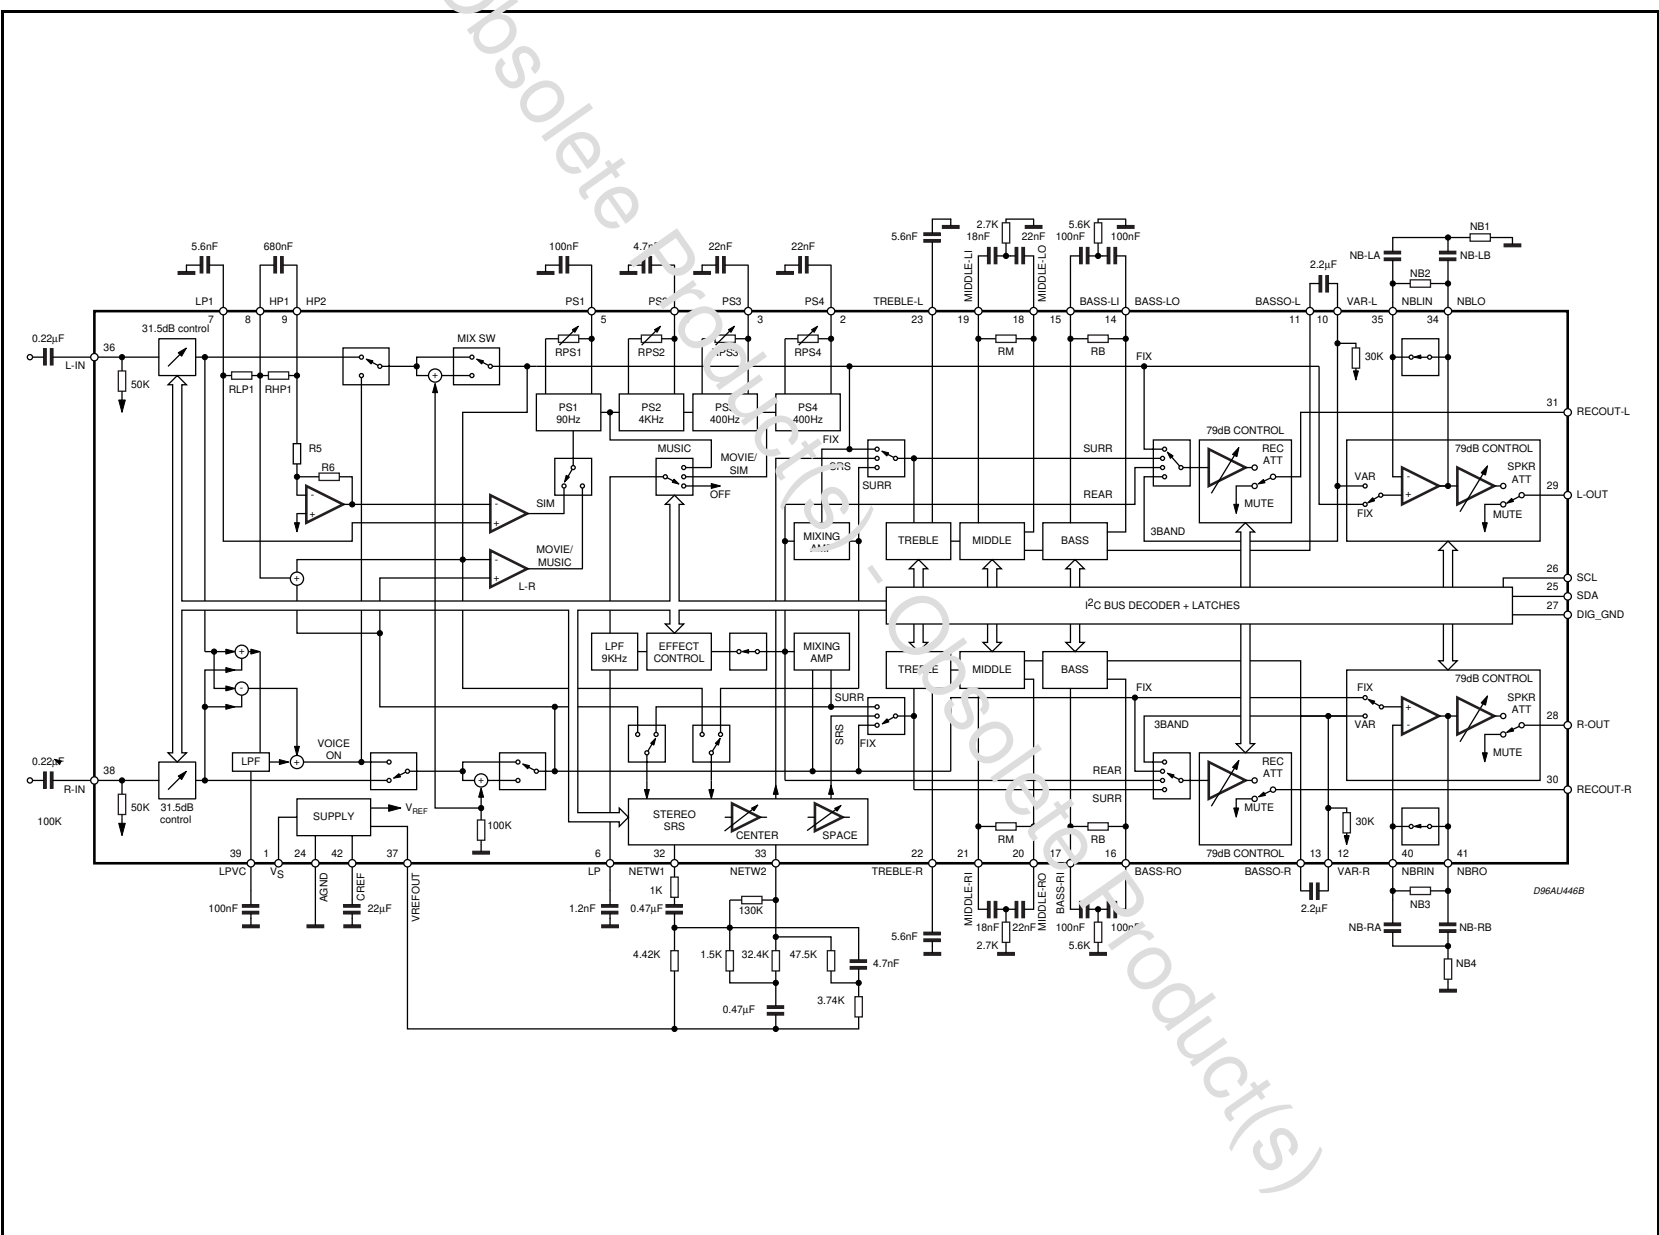 Obsolete Product(s) - Obsolete Product(s)
5.6nF
680nF
100nF
4.7nF
22nF
22nF
5.6nF
2.7K
18nF
22nF
5.6K
100nF
100nF
2.2µF
NB-LA
NB1
NB2
NB-LB
MIDDLE-LI
MIDDLE-LO
LP1
HP1
HP2
PS1
PS2
PS3
PS4
TREBLE-L
BASS-LI
BASS-LO
BASSO-L
VAR-L
NBLIN
NBLO
7
8
9
5
3
2
23
19
18
15
14
11
10
35
34
0.22µF
36
L-IN
50K
31.5dB control
RLP1
RHP1
MIX SW
RPS1
RPS2
RPS3
RPS4
RM
RB
FIX
30K
PS1
90Hz
PS2
4KHz
PS3
400Hz
PS4
400Hz
31
RECOUT-L
R5
R6
-
+
SIM
MUSIC
MOVIE/
SIM
OFF
FIX
SRS
SURR
SURR
REAR
79dB CONTROL
REC
ATT
MUTE
3BAND
79dB CONTROL
VAR
FIX
SPKR
ATT
MUTE
29
L-OUT
MOVIE/
MUSIC
L-R
MIXING
AMP
TREBLE
MIDDLE
BASS
26
SCL
25
SDA
27
DIG_GND
I2C BUS DECODER + LATCHES
LPF
9KHz
EFFECT
CONTROL
MIXING
AMP
TREBLE
MIDDLE
BASS
SURR
SRS
FIX
FIX
3BAND
REAR
SURR
FIX
VAR
79dB CONTROL
SPKR
ATT
MUTE
28
R-OUT
REC
ATT
MUTE
79dB CONTROL
30
RECOUT-R
LPF
VOICE
ON
0.22µF
38
R-IN
50K
100K
31.5dB
control
SUPPLY
VREF
100K
STEREO
SRS
CENTER
SPACE
RM
RB
30K
39
1
24
42
37
6
32
33
22
21
20
17
16
13
12
40
41
LPVC
VS
AGND
CREF
VREFOUT
LP
NETW1
NETW2
TREBLE-R
MIDDLE-RI
MIDDLE-RO
BASS-RI
BASS-RO
BASSO-R
VAR-R
NBRIN
NBRO
D96AU446B
100nF
22µF
1.2nF
1K
0.47µF
130K
4.42K
1.5K
32.4K
47.5K
4.7nF
0.47µF
3.74K
5.6nF
18nF
22nF
2.7K
100nF
100nF
5.6K
2.2µF
NB3
NB-RA
NB-RB
NB4